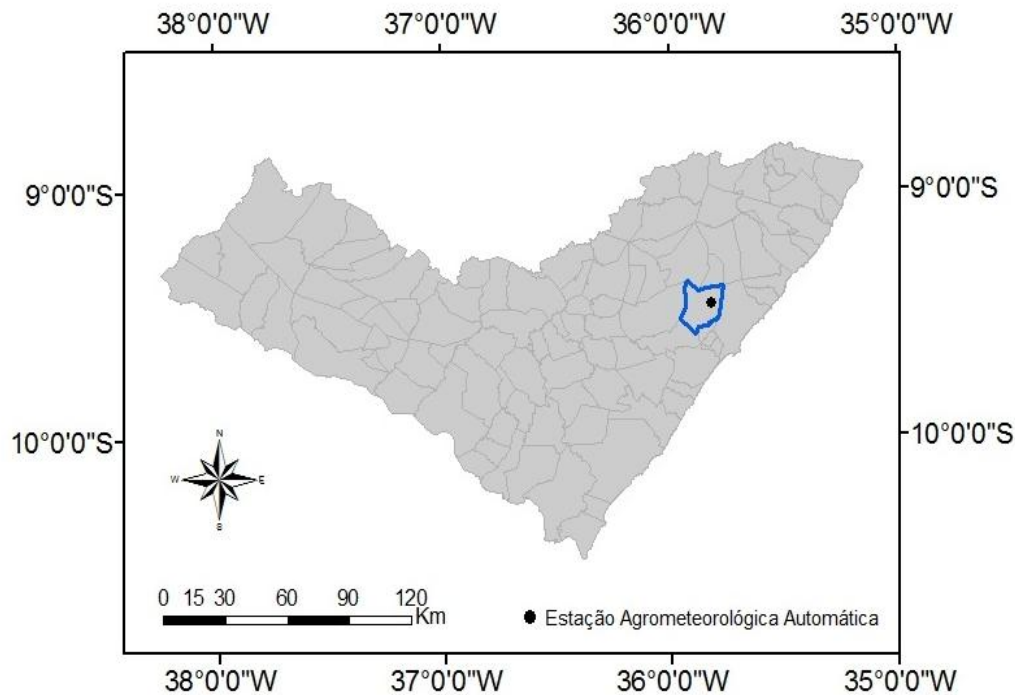 38°0'0"W 37°0'0"W 36°0'0"W 35°0'0"W
9°0'0"S 9°0'0"S
10°0'0"S 10°0'0"S
N
W E
S
0 15 30 60 90 120
Km
Estação Agrometeorológica Automática
38°0'0"W 37°0'0"W 36°0'0"W 35°0'0"W